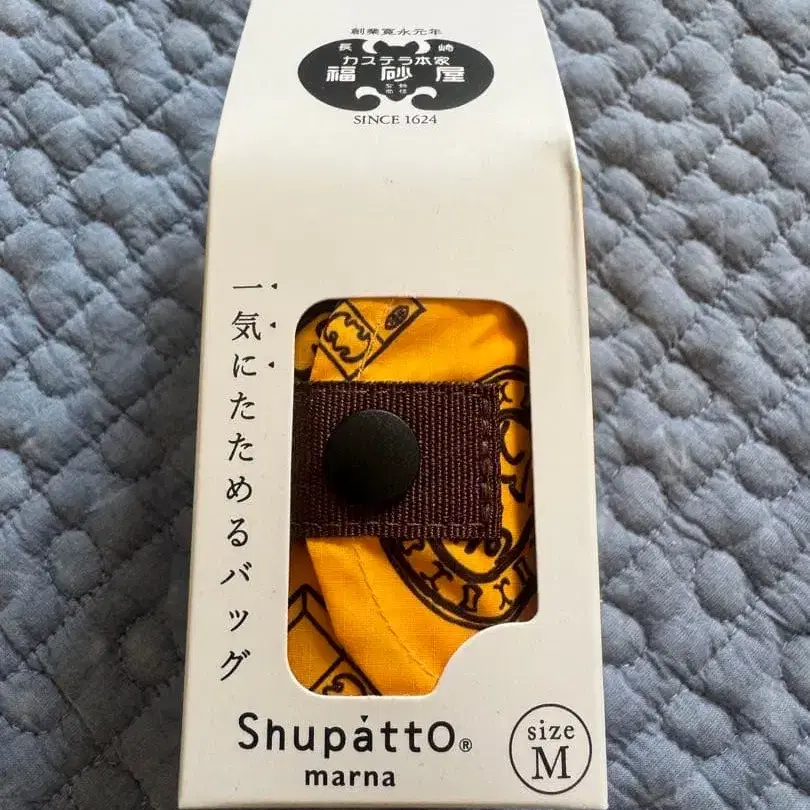 創業寛永元年
長崎
カステラ本家
福砂屋
SINCE 1624
一気にたためるバッグ
Shupatto®
marna
size
M